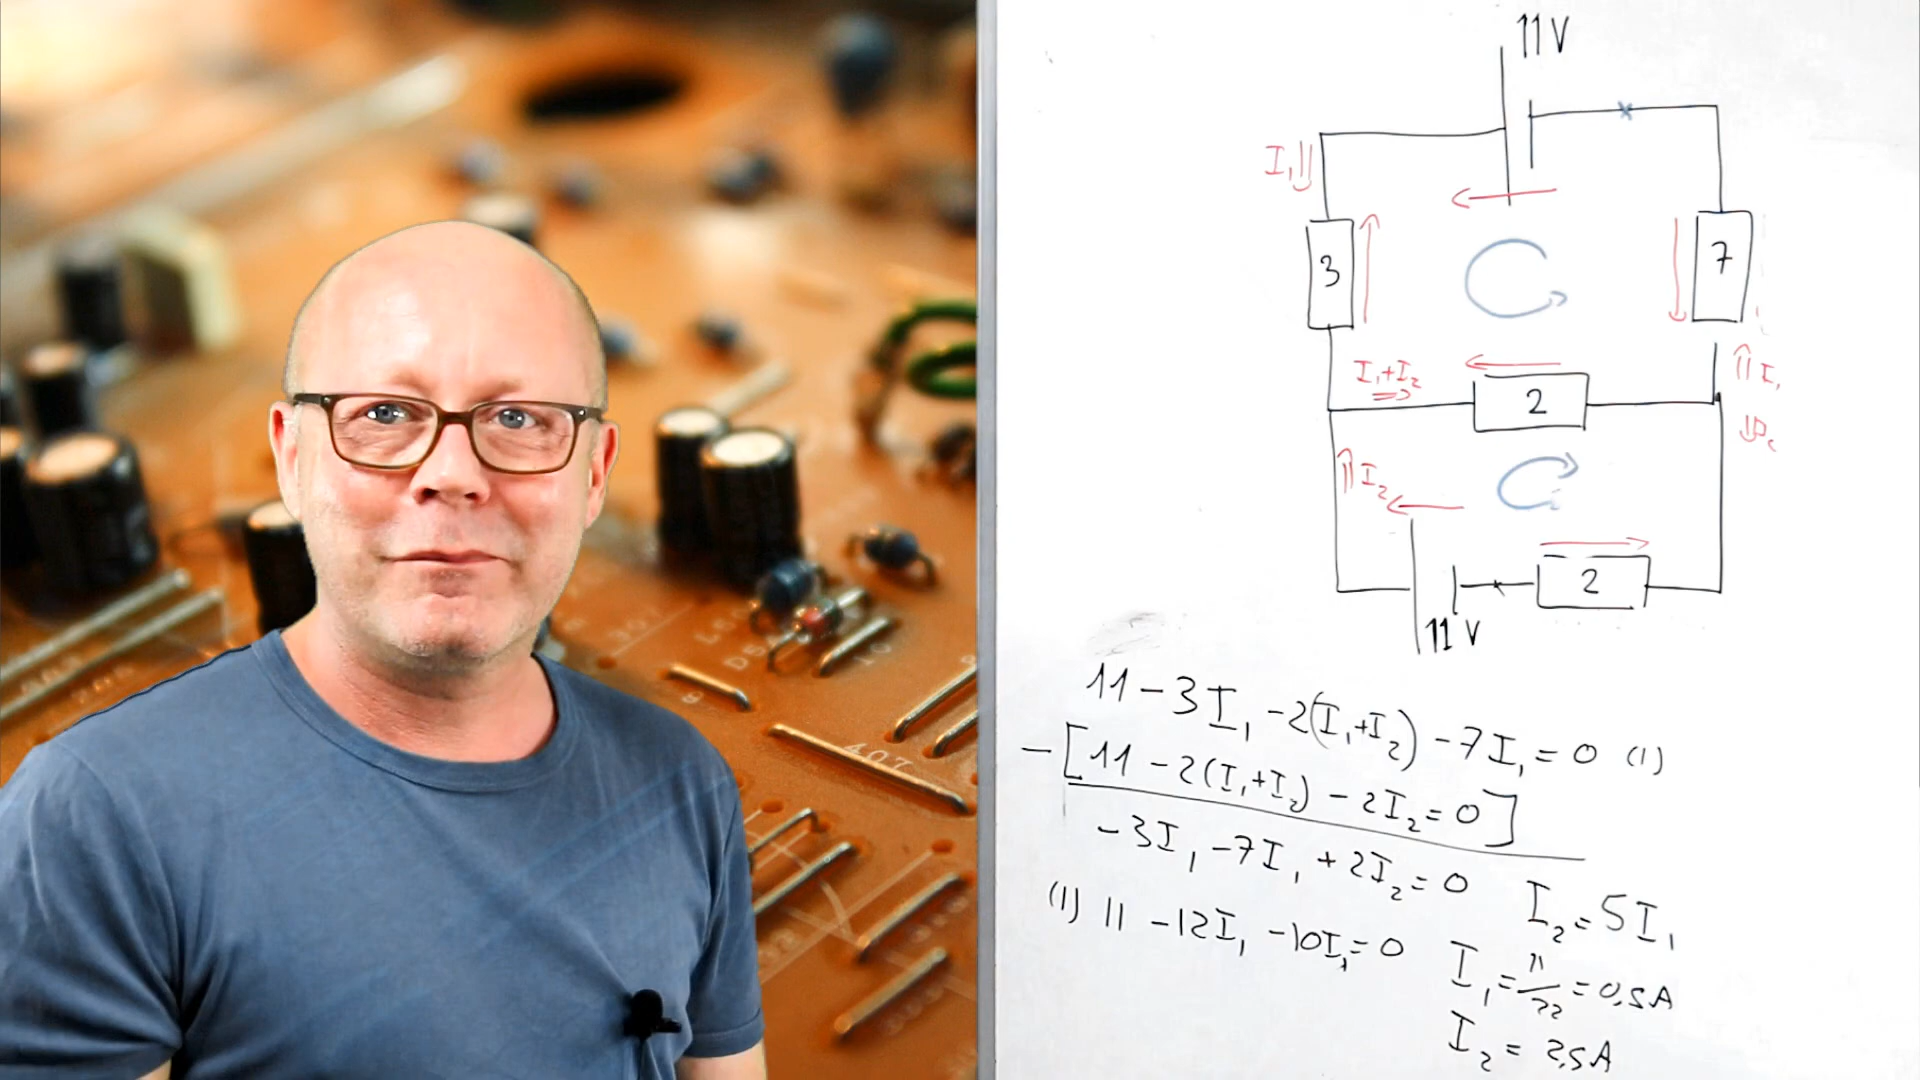 11V
I₁
3
7
I₁+I₂
I₁
2
I₂
2
11 V
11 - 3I₁ - 2(I₁+I₂) - 7I₁ = 0 (1)
- [11 - 2(I₁+I₂) - 2I₂ = 0]
- 3I₁ - 7I₁ + 2I₂ = 0 I₂ = 5I₁
(1) 11 - 12I₁ - 10I₁ = 0 I₁ = 11/22 = 0,5A
I₂ = 2,5A
407